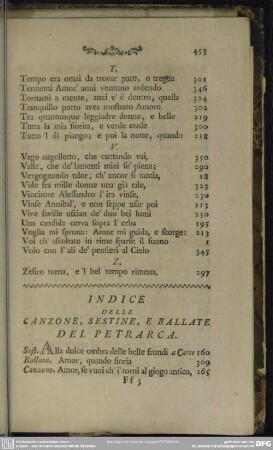 453
T.
Tempo era omai da trovar pace, o tregua 301
Tennemi Amor' anni ventuno ardendo 346
Tornami a mente, anzi v' è dentro, quella 324
Tranquillo porto avea mostrato Amore 302
Tra quantunque leggiadre donne, e belle 219
Tutta la mia fiorita, e verde etade 300
Tutto 'l dì piango; e poi la notte, quando 218
V.
Vago augelletto, che cantando vai, 350
Valle, che de' lamenti miei se' piena; 290
Vergognando talor, ch' ancor si taccia, 18
Vide fra mille donne una già tale, 323
Vincitore Alessandro l' ira vinse, 230
Vinse Annibal', e non seppe usar poi 113
Vive faville uscian de' duo bei lumi 250
Una candida cerva sopra l' erba 195
Voglia mi sprona: Amor mi guida, e scorge: 213
Voi ch' ascoltate in rime sparse il suono 1
Volo con l' ali de' pensieri al Cielo 345
Z.
Zefiro torna, e 'l bel tempo rimena, 297
INDICE
DELLE
CANZONE, SESTINE, E BALLATE
DEL PETRARCA.
Sest. Alla dolce ombra delle belle frondi a Carte 160
Ballata. Amor, quando fioria 309
Canzone. Amor, se vuoi ch' i' torni al giogo antico, 265
Ff 3